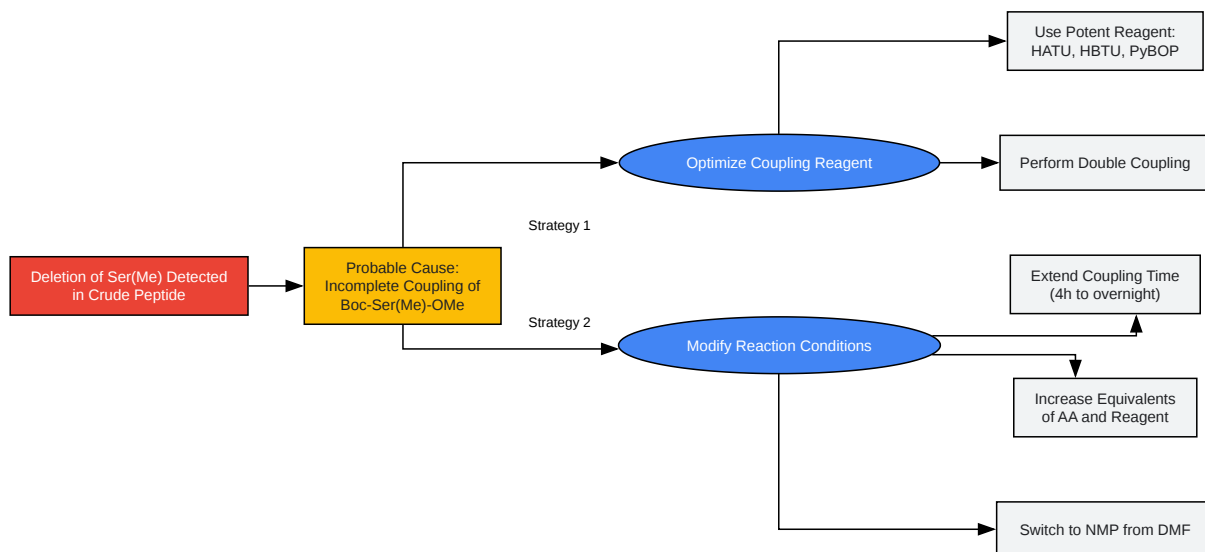 Use Potent Reagent:
HATU, HBTU, PyBOP
Optimize Coupling Reagent
Perform Double Coupling
Strategy 1
Deletion of Ser(Me) Detected
in Crude Peptide
Probable Cause:
Incomplete Coupling of
Boc-Ser(Me)-OMe
Extend Coupling Time
(4h to overnight)
Strategy 2
Modify Reaction Conditions
Increase Equivalents
of AA and Reagent
Switch to NMP from DMF